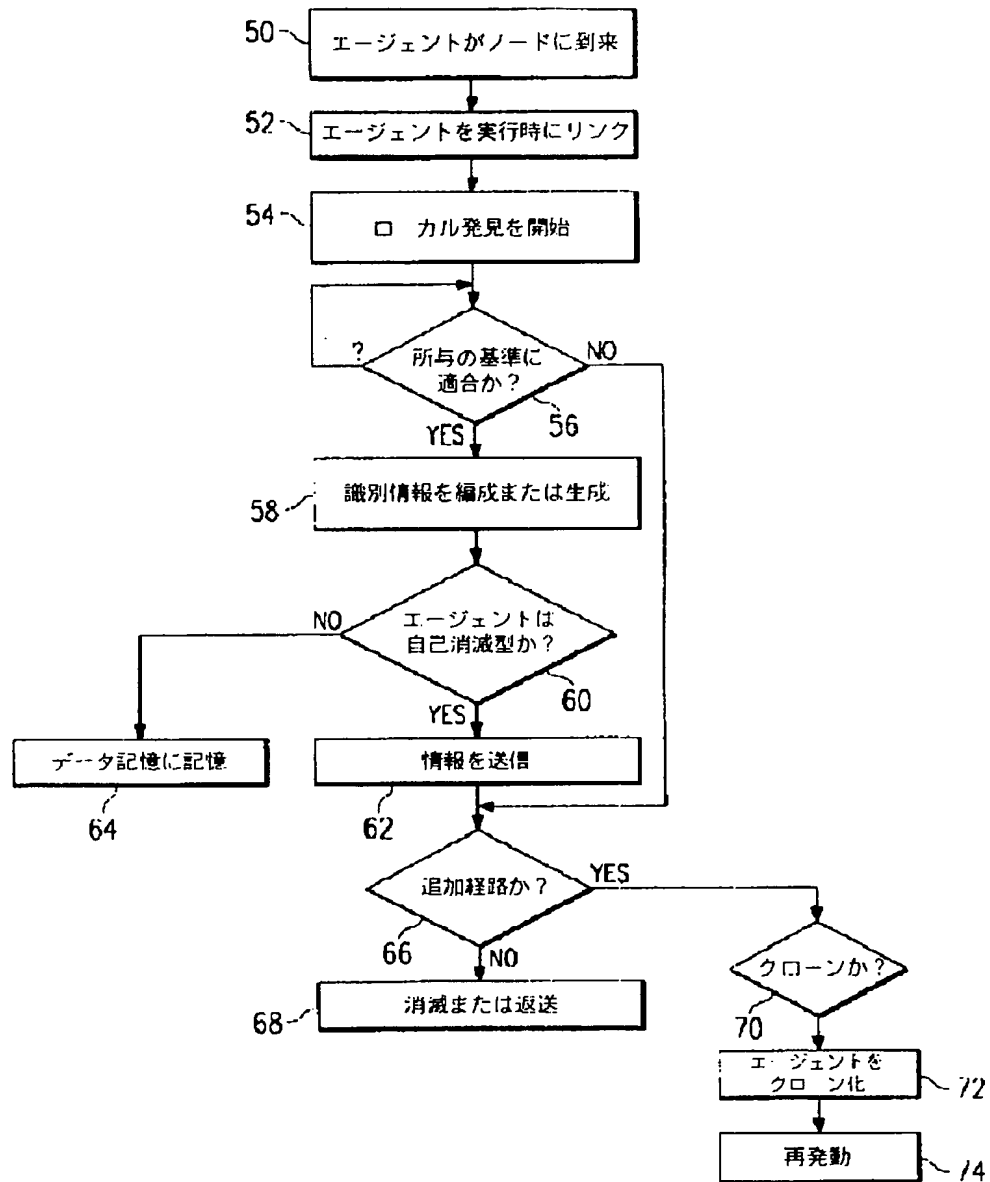 50
エージェントがノードに到来
52
エージェントを実行時にリンク
54
ロ カル発見を開始
?
所与の基準に
適合か?
NO
56
YES
58
識別情報を編成または生成
NO
エージェントは
自己消滅型か?
60
YES
データ記憶に記憶
64
情報を送信
62
追加経路か?
YES
66
NO
68
消滅または返送
クローンか?
70
エージェントを
クローン化
72
再発動
74